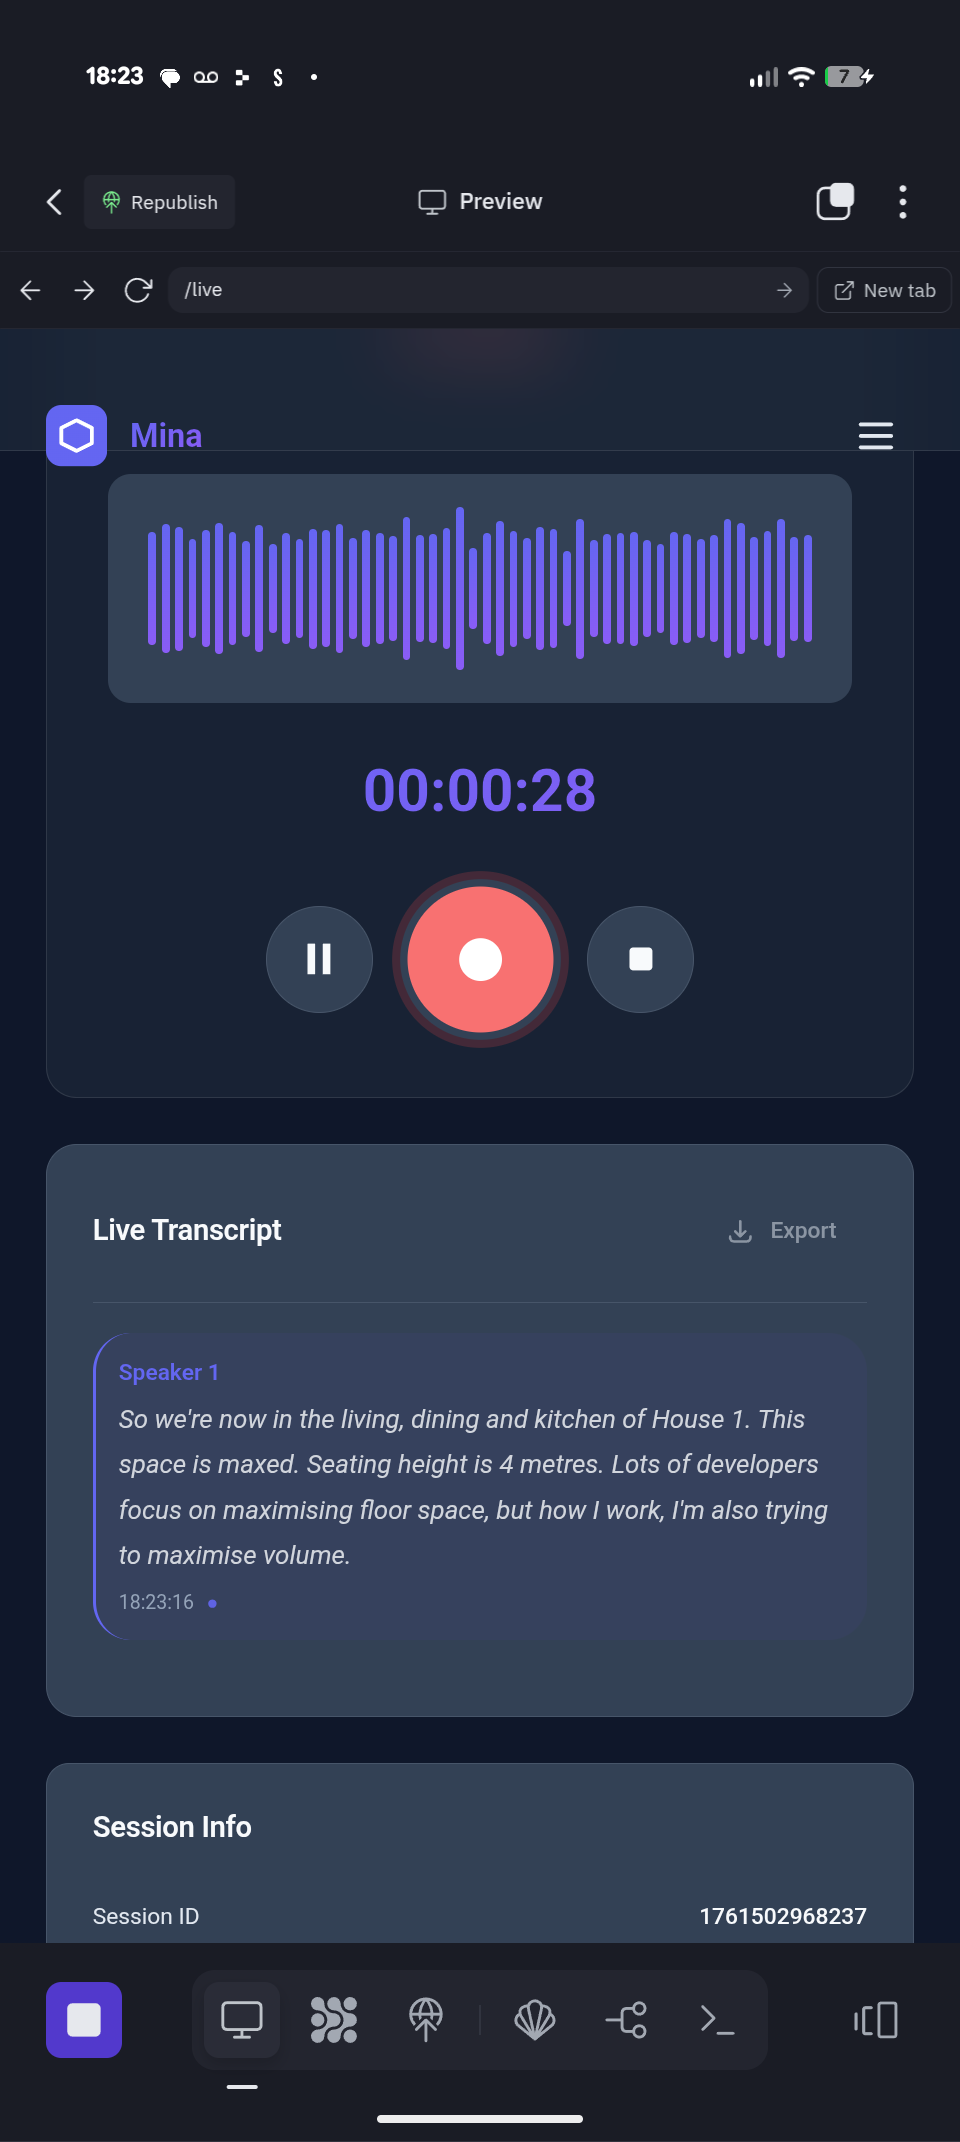 18:23
7
Republish
Preview
/live
New tab
Mina
00:00:28
Live Transcript
Export
Speaker 1
So we're now in the living, dining and kitchen of House 1. This
space is maxed. Seating height is 4 metres. Lots of developers
focus on maximising floor space, but how I work, I'm also trying
to maximise volume.
18:23:16
Session Info
Session ID
1761502968237